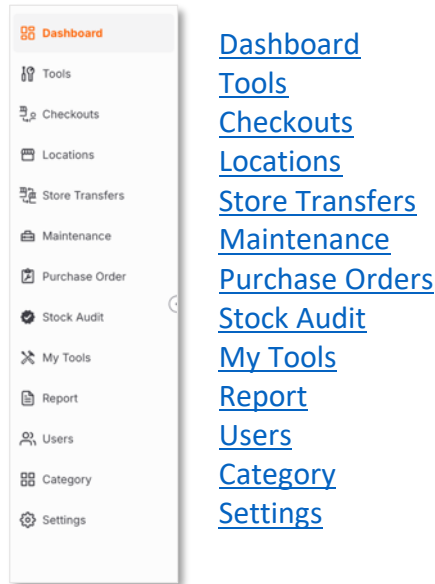 Dashboard
Tools
Checkouts
Locations
Store Transfers
Maintenance
Purchase Order
Stock Audit
My Tools
Report
Users
Category
Settings
Dashboard
Tools
Checkouts
Locations
Store Transfers
Maintenance
Purchase Orders
Stock Audit
My Tools
Report
Users
Category
Settings